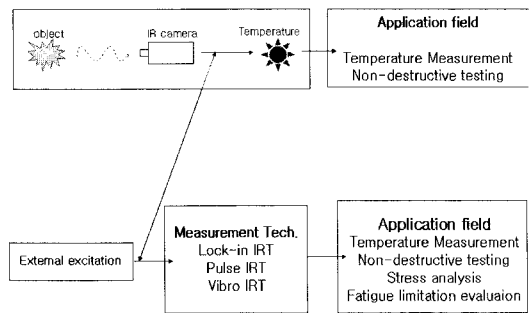 object
IR camera
Temperature
Application field
Temperature Measurement
Non-destructive testing
External excitation
Measurement Tech.
Lock-in IRT
Pulse IRT
Vibro IRT
Application field
Temperature Measurement
Non-destructive testing
Stress analysis
Fatigue limitation evaluaion